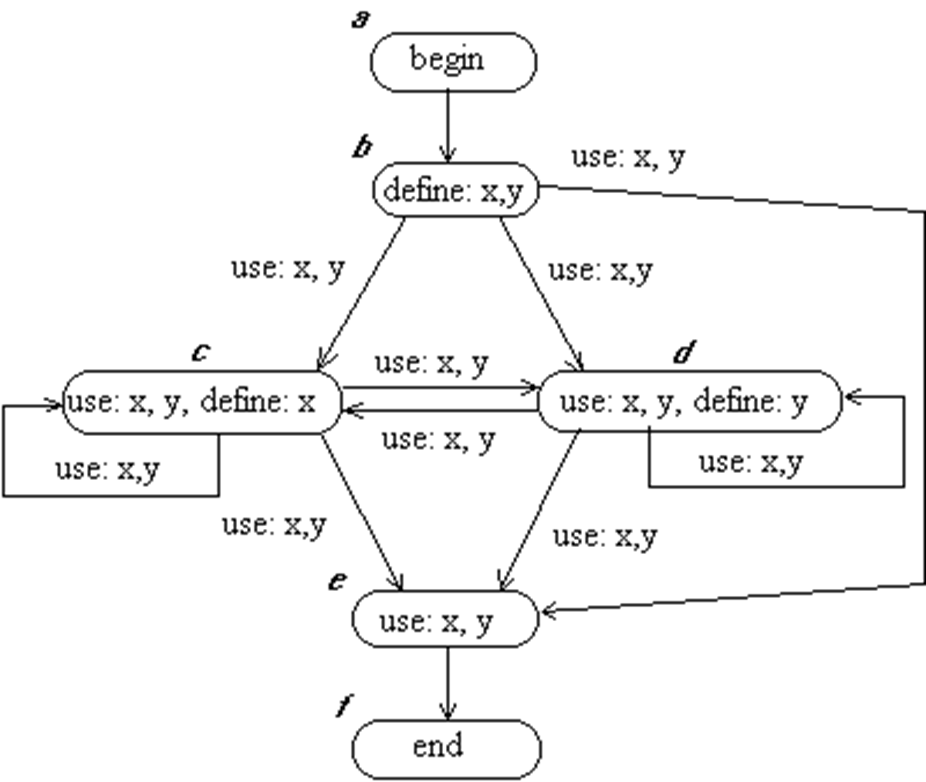 a
begin
b
use: x, y
define: x,y
use: x, y
use: x,y
c
use: x, y
d
use: x, y, define: x
use: x, y, define: y
use: x, y
use: x,y
use: x,y
use: x,y
use: x,y
e
use: x, y
f
end